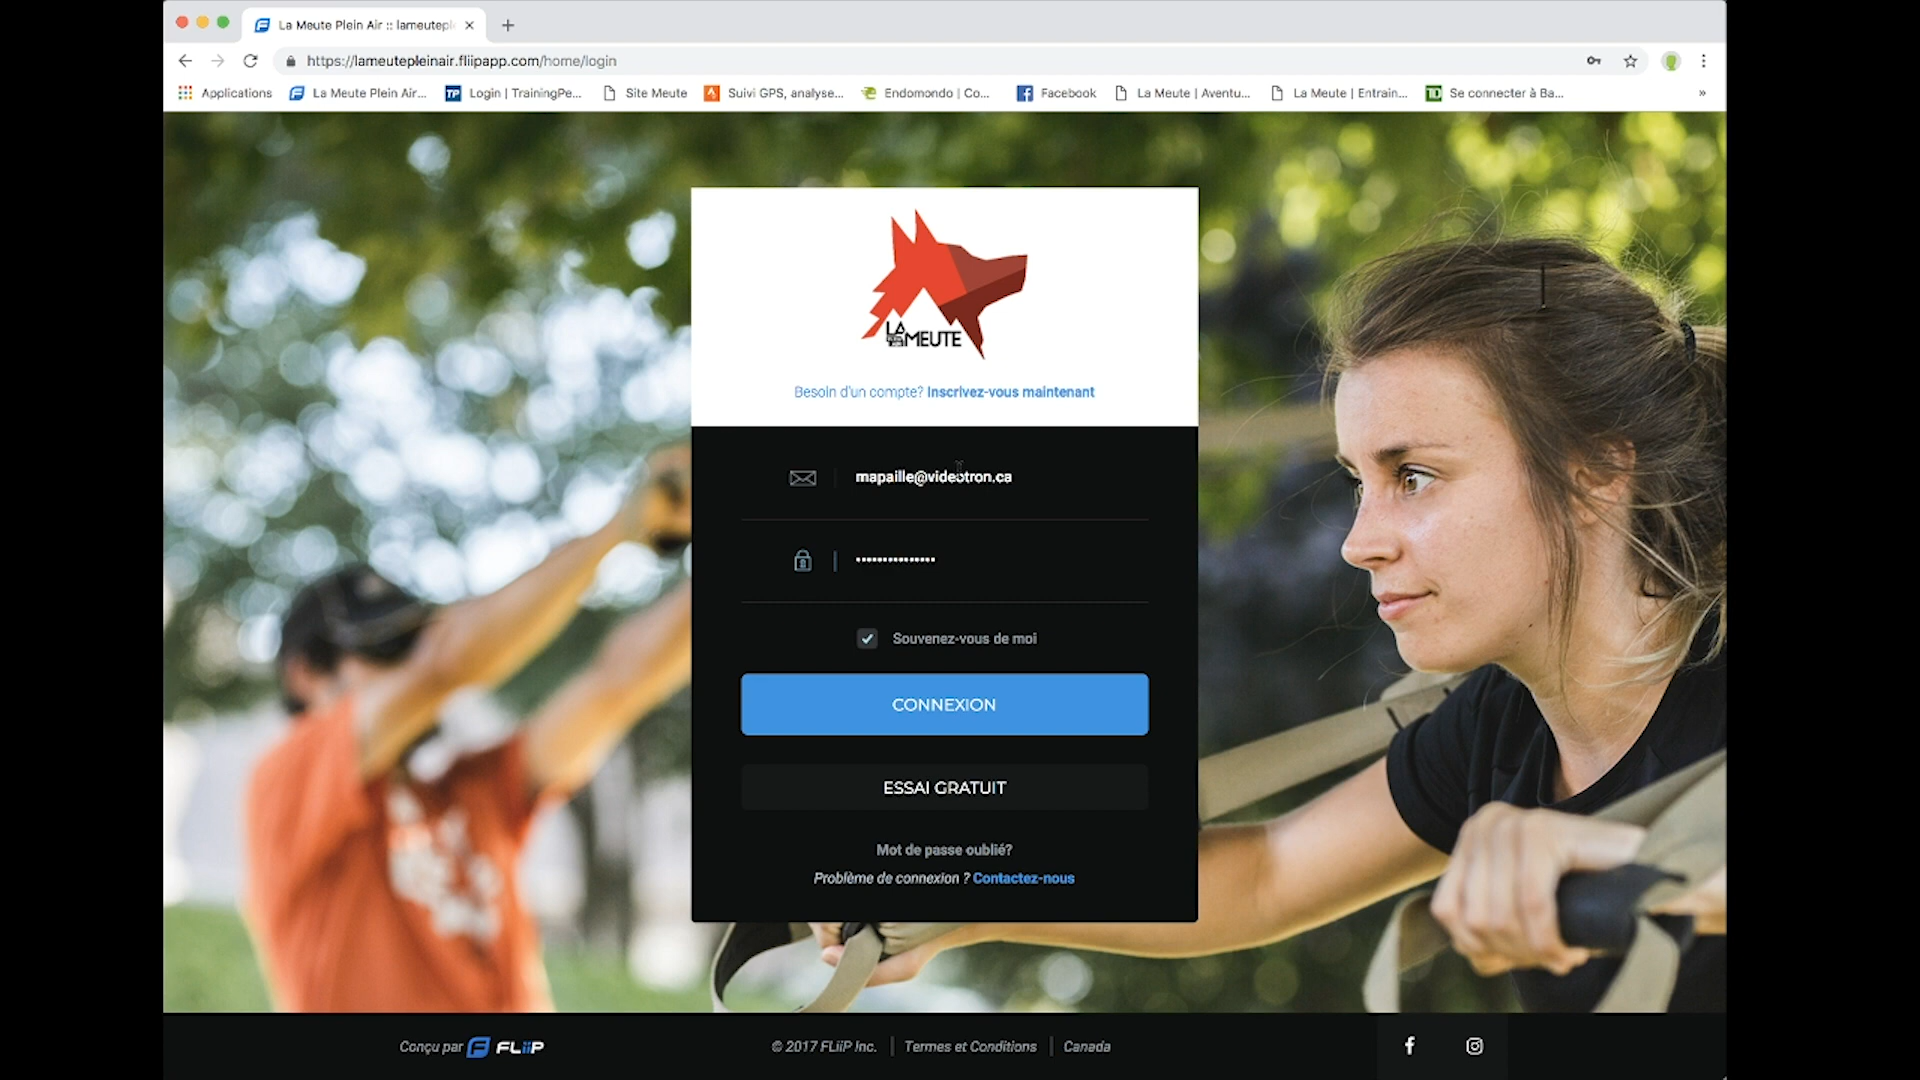 La Meute Plein Air :: lameutepl
https://lameutepleinair.fliipapp.com/home/login
Applications
La Meute Plein Air...
TP
Login | TrainingPe...
Site Meute
Suivi GPS, analyse...
Endomondo | Co...
Facebook
La Meute | Aventu...
La Meute | Entrain...
TD
Se connecter à Ba...
LA
MEUTE
Besoin d'un compte? Inscrivez-vous maintenant
mapaille@videotron.ca
Souvenez-vous de moi
CONNEXION
ESSAI GRATUIT
Mot de passe oublié?
Problème de connexion ? Contactez-nous
Conçu par FLiiP
© 2017 FLiiP Inc. | Termes et Conditions | Canada